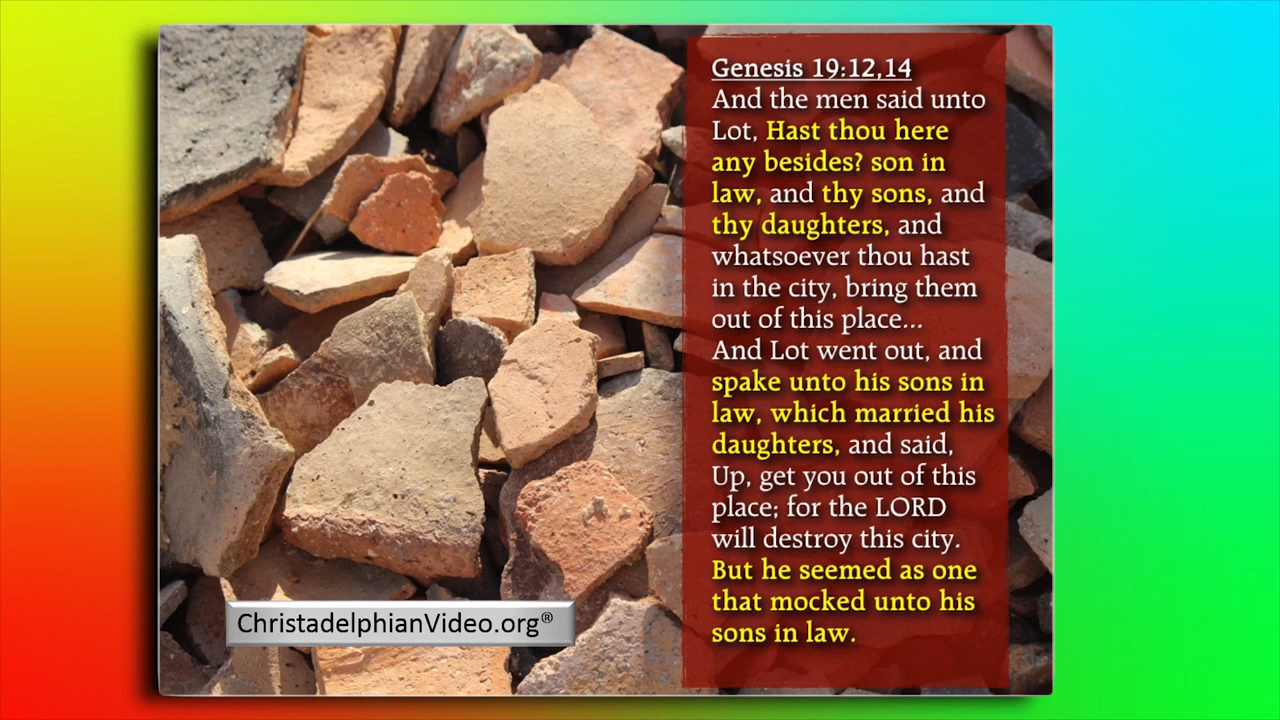 Genesis 19:12,14
And the men said unto
Lot, Hast thou here
any besides? son in
law, and thy sons, and
thy daughters, and
whatsoever thou hast
in the city, bring them
out of this place...
And Lot went out, and
spake unto his sons in
law, which married his
daughters, and said,
Up, get you out of this
place; for the LORD
will destroy this city.
But he seemed as one
that mocked unto his
sons in law.
ChristadelphianVideo.org®